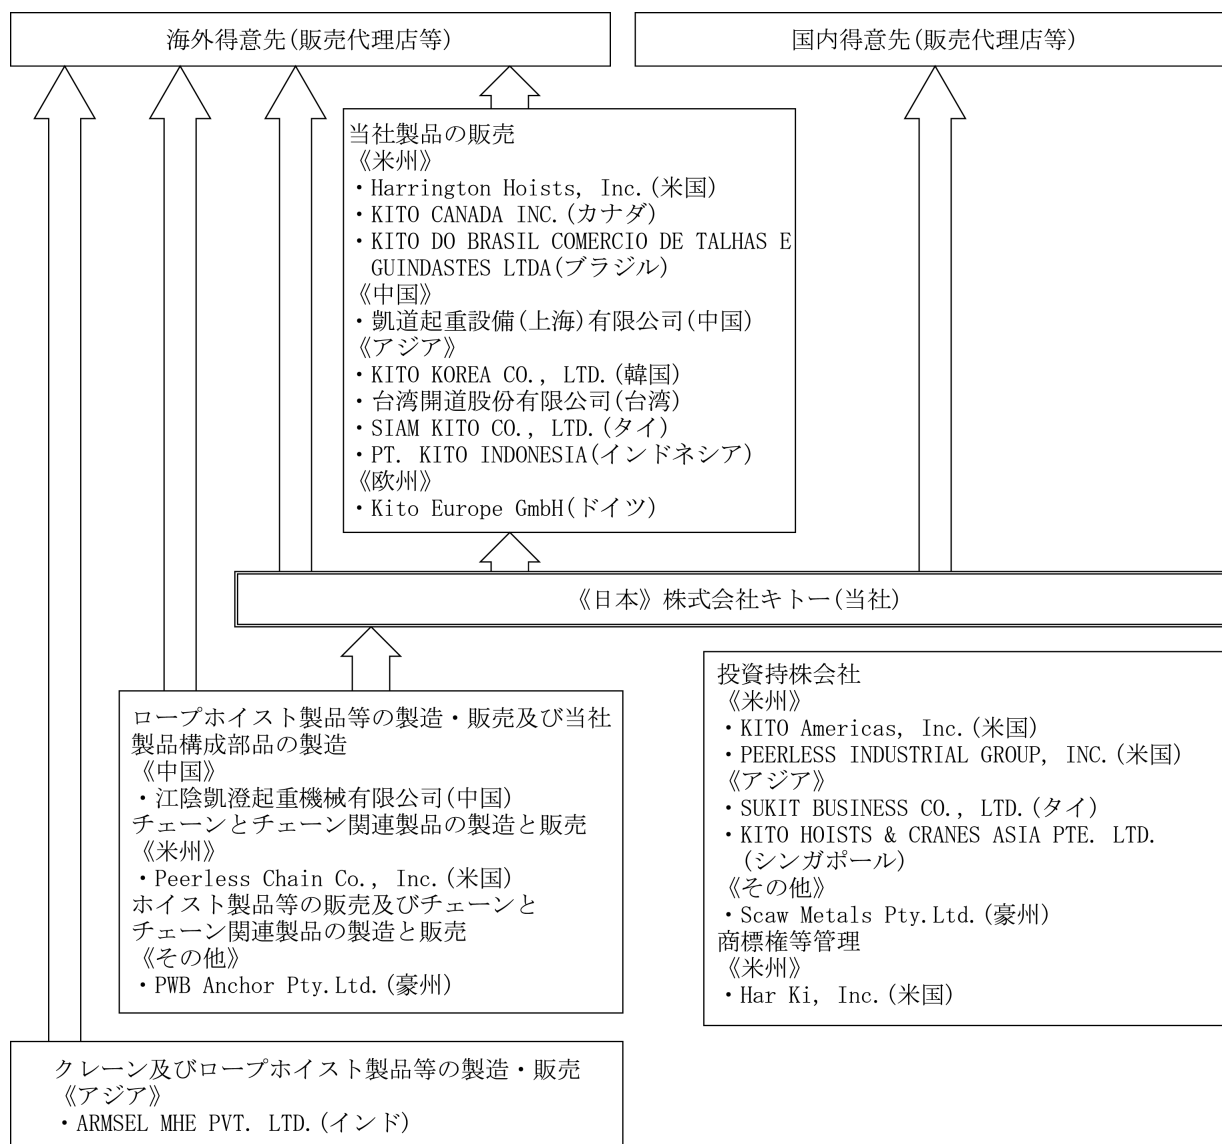 海外得意先(販売代理店等)
国内得意先(販売代理店等)
当社製品の販売
《米州》
・Harrington Hoists, Inc.(米国)
・KITO CANADA INC.(カナダ)
・KITO DO BRASIL COMERCIO DE TALHAS E
GUINDASTES LTDA(ブラジル)
《中国》
・凱道起重設備(上海)有限公司(中国)
《アジア》
・KITO KOREA CO., LTD.(韓国)
・台湾開道股份有限公司(台湾)
・SIAM KITO CO., LTD.(タイ)
・PT. KITO INDONESIA(インドネシア)
《欧州》
・Kito Europe GmbH(ドイツ)
《日本》株式会社キトー(当社)
ロープホイスト製品等の製造・販売及び当社
製品構成部品の製造
《中国》
・江陰凱澄起重機械有限公司(中国)
チェーンとチェーン関連製品の製造と販売
《米州》
・Peerless Chain Co., Inc.(米国)
ホイスト製品等の販売及びチェーンと
チェーン関連製品の製造と販売
《その他》
・PWB Anchor Pty.Ltd.(豪州)
投資持株会社
《米州》
・KITO Americas, Inc.(米国)
・PEERLESS INDUSTRIAL GROUP, INC.(米国)
《アジア》
・SUKIT BUSINESS CO., LTD.(タイ)
・KITO HOISTS & CRANES ASIA PTE. LTD.
(シンガポール)
《その他》
・Scaw Metals Pty.Ltd.(豪州)
商標権等管理
《米州》
・Har Ki, Inc.(米国)
クレーン及びロープホイスト製品等の製造・販売
《アジア》
・ARMSEL MHE PVT. LTD.(インド)